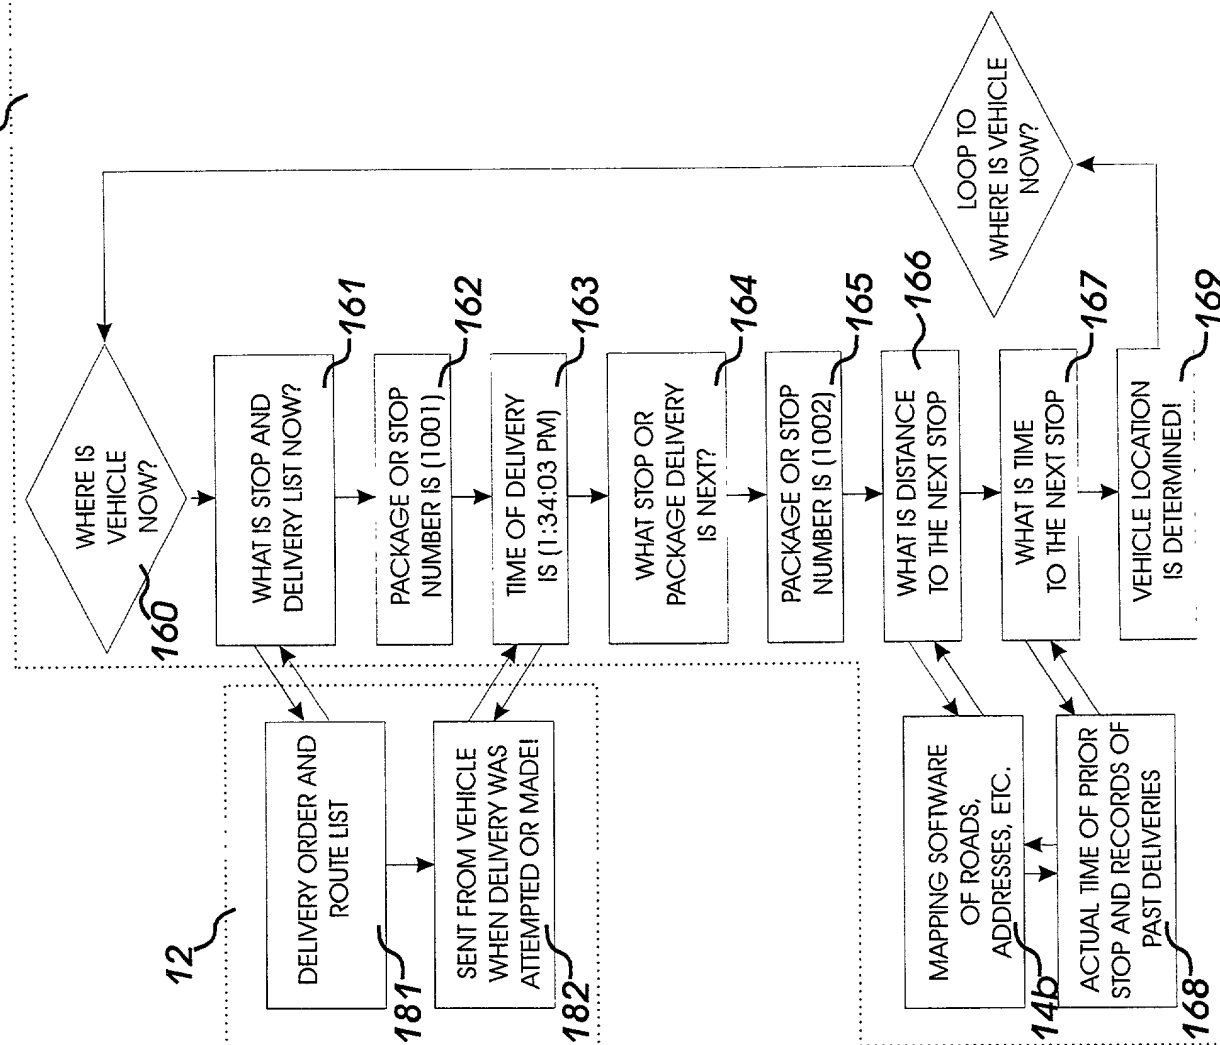 WHERE IS
VEHICLE
NOW?
160
WHAT IS STOP AND
DELIVERY LIST NOW?
161
PACKAGE OR STOP
NUMBER IS (1001)
162
TIME OF DELIVERY
IS (1:34:03 PM)
163
WHAT STOP OR
PACKAGE DELIVERY
IS NEXT?
164
PACKAGE OR STOP
NUMBER IS (1002)
165
WHAT IS DISTANCE
TO THE NEXT STOP
166
WHAT IS TIME
TO THE NEXT STOP
167
VEHICLE LOCATION
IS DETERMINED!
169
LOOP TO
WHERE IS VEHICLE
NOW?
12
DELIVERY ORDER AND
ROUTE LIST
181
SENT FROM VEHICLE
WHEN DELIVERY WAS
ATTEMPTED OR MADE!
182
MAPPING SOFTWARE
OF ROADS,
ADDRESSES, ETC.
14b
ACTUAL TIME OF PRIOR
STOP AND RECORDS OF
PAST DELIVERIES
168